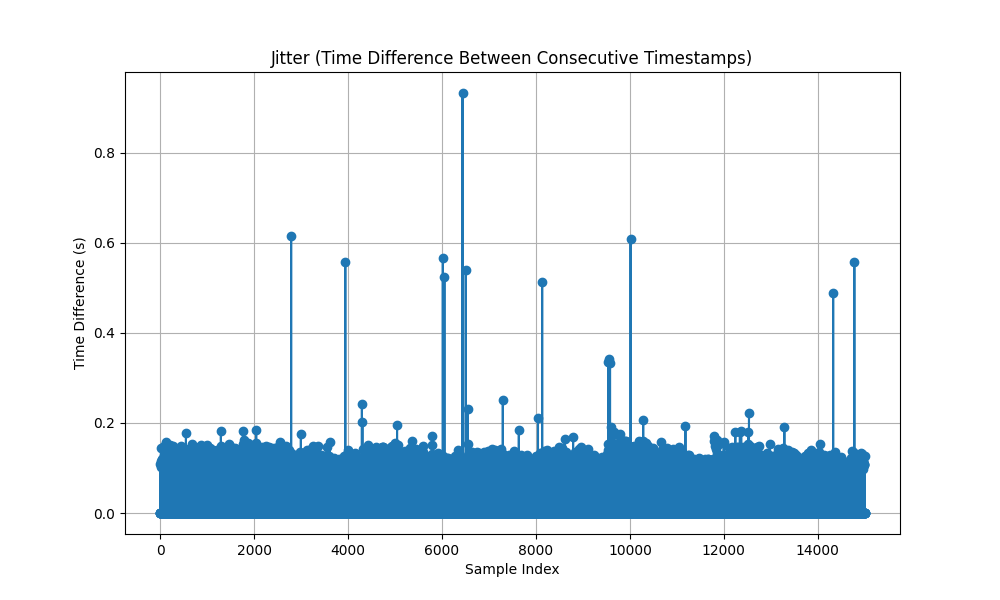 Jitter (Time Difference Between Consecutive Timestamps)
0.8
0.6
0.4
0.2
0.0
Time Difference (s)
0 2000 4000 6000 8000 10000 12000 14000
Sample Index